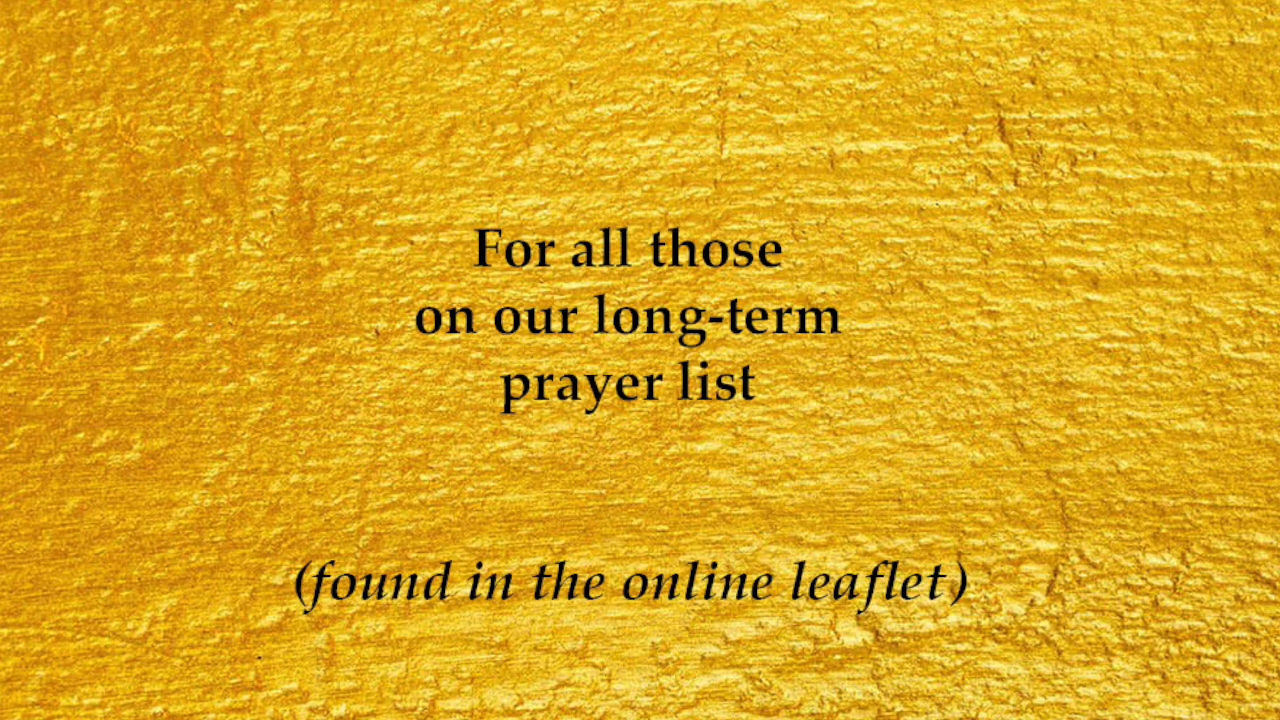 For all those
on our long-term
prayer list
(found in the online leaflet)